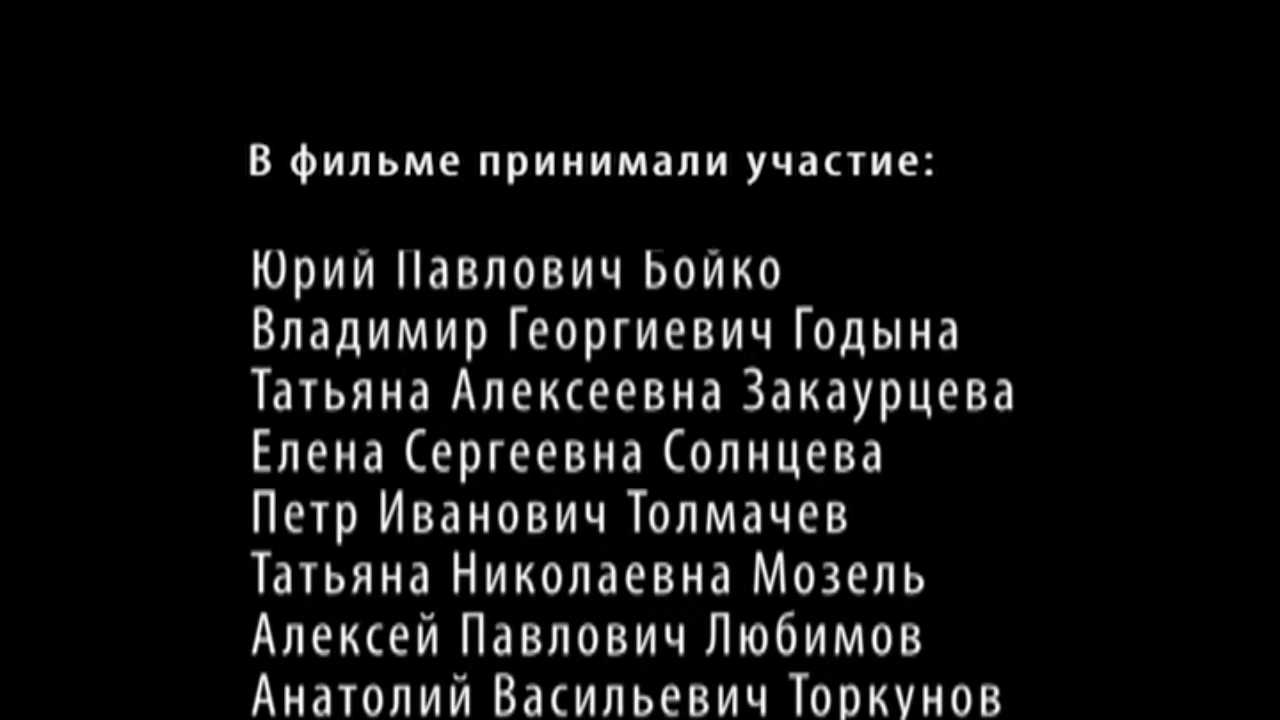 В фильме принимали участие:
Юрий Павлович Бойко
Владимир Георгиевич Годына
Татьяна Алексеевна Закаурцева
Елена Сергеевна Солнцева
Петр Иванович Толмачев
Татьяна Николаевна Мозель
Алексей Павлович Любимов
Анатолий Васильевич Торкунов